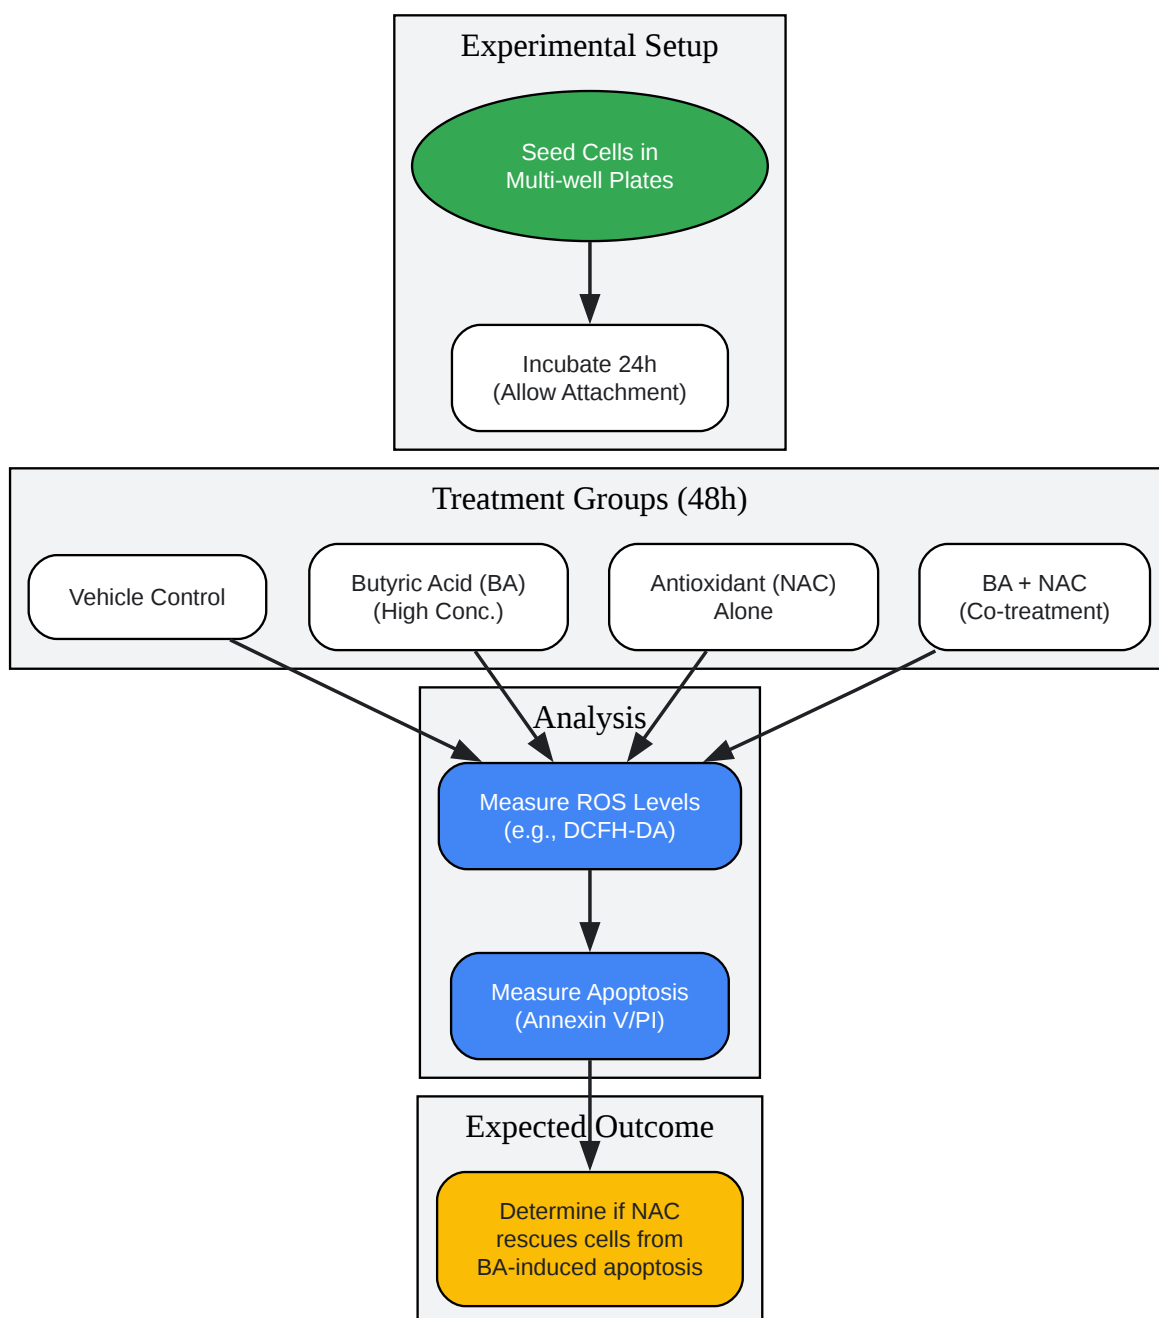 Experimental Setup
Seed Cells in
Multi-well Plates
Incubate 24h
(Allow Attachment)
Treatment Groups (48h)
Vehicle Control
Butyric Acid (BA)
(High Conc.)
Antioxidant (NAC)
Alone
BA + NAC
(Co-treatment)
Analysis
Measure ROS Levels
(e.g., DCFH-DA)
Measure Apoptosis
(Annexin V/PI)
Expected Outcome
Determine if NAC
rescues cells from
BA-induced apoptosis